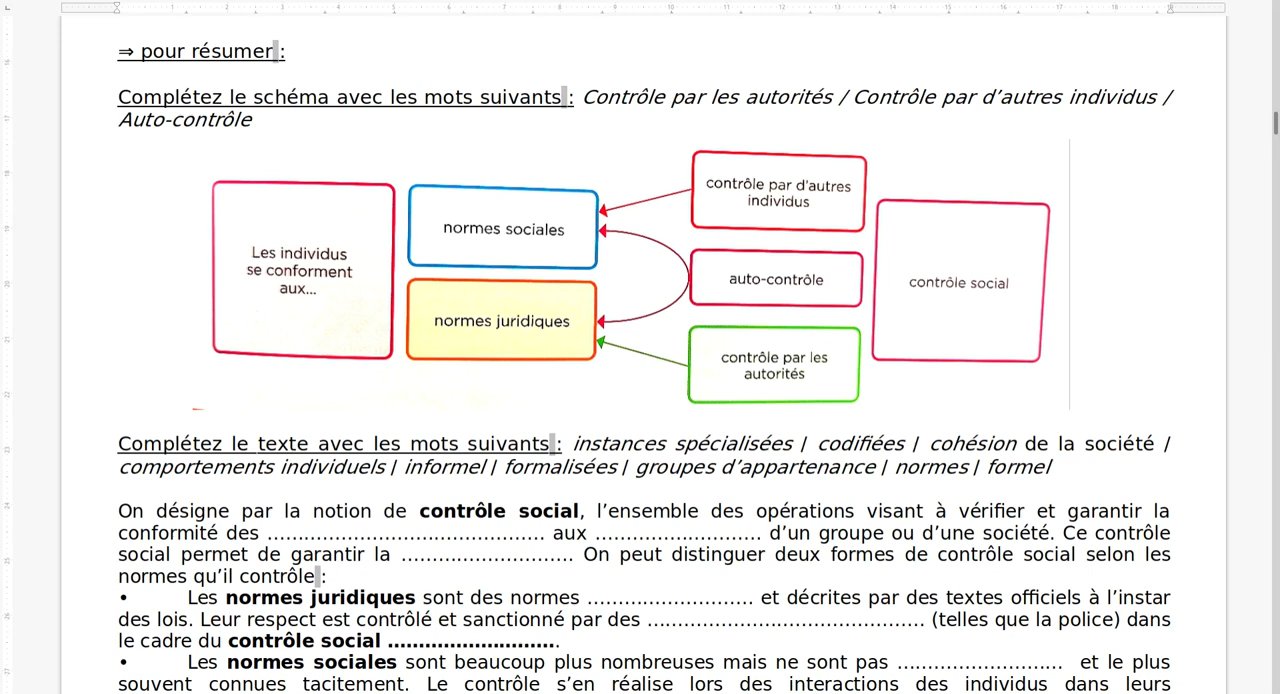 ⇒ pour résumer :
Complétez le schéma avec les mots suivants : Contrôle par les autorités / Contrôle par d’autres individus /
Auto-contrôle
Les individus
se conforment
aux...
normes sociales
normes juridiques
contrôle par d'autres
individus
auto-contrôle
contrôle par les
autorités
contrôle social
Complétez le texte avec les mots suivants : instances spécialisées / codifiées / cohésion de la société /
comportements individuels / informel / formalisées / groupes d’appartenance / normes / formel
On désigne par la notion de contrôle social, l’ensemble des opérations visant à vérifier et garantir la
conformité des ………………………………………. aux ………………………. d’un groupe ou d’une société. Ce contrôle
social permet de garantir la ………………………. On peut distinguer deux formes de contrôle social selon les
normes qu’il contrôle :
• Les normes juridiques sont des normes ………………………. et décrites par des textes officiels à l’instar
des lois. Leur respect est contrôlé et sanctionné par des ………………………………………. (telles que la police) dans
le cadre du contrôle social ……………………….
• Les normes sociales sont beaucoup plus nombreuses mais ne sont pas ………………………. et le plus
souvent connues tacitement. Le contrôle s’en réalise lors des interactions des individus dans leurs